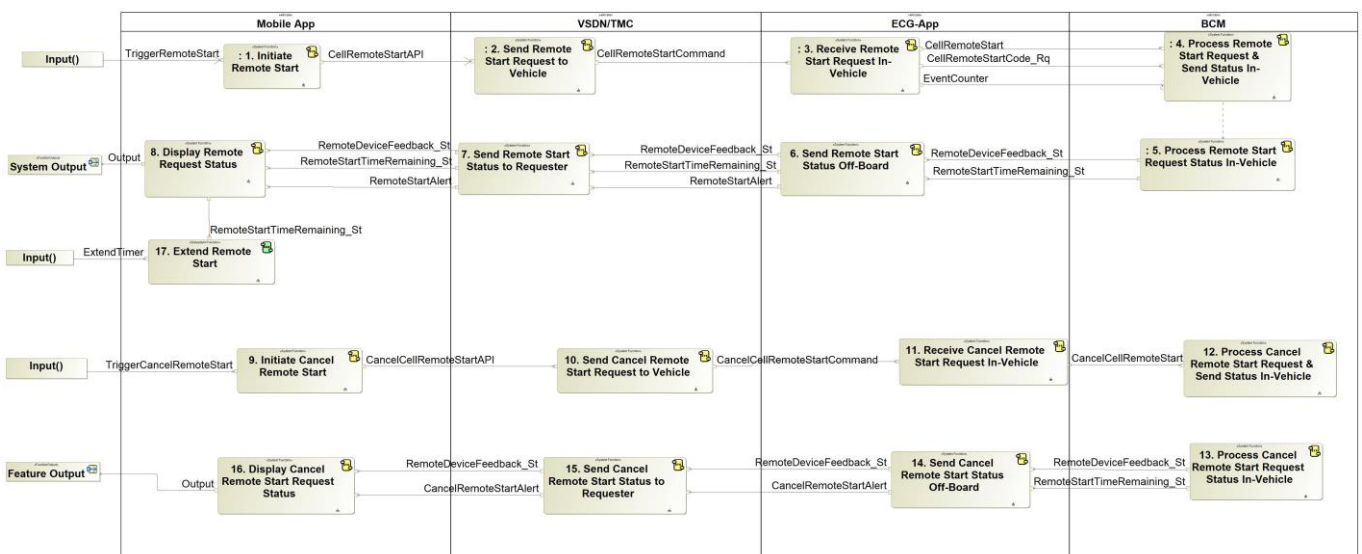 Mobile App
VSDN/TMC
ECG-App
BCM
Input()
TriggerRemoteStart
: 1. Initiate
Remote Start
CellRemoteStartAPI
: 2. Send Remote
Start Request to
Vehicle
CellRemoteStartCommand
: 3. Receive Remote
Start Request In-
Vehicle
CellRemoteStart
CellRemoteStartCode_Rq
EventCounter
: 4. Process Remote
Start Request &
Send Status In-
Vehicle
System Output
Output
8. Display Remote
Request Status
RemoteDeviceFeedback_St
RemoteStartTimeRemaining_St
RemoteStartAlert
7. Send Remote Start
Status to Requester
RemoteDeviceFeedback_St
RemoteStartTimeRemaining_St
RemoteStartAlert
6. Send Remote Start
Status Off-Board
RemoteDeviceFeedback_St
RemoteStartTimeRemaining_St
: 5. Process Remote Start
Request Status In-Vehicle
RemoteStartTimeRemaining_St
Input()
ExtendTimer
17. Extend Remote
Start
Input()
TriggerCancelRemoteStart
9. Initiate Cancel
Remote Start
CancelCellRemoteStartAPI
10. Send Cancel Remote
Start Request to Vehicle
CancelCellRemoteStartCommand
11. Receive Cancel Remote
Start Request In-Vehicle
CancelCellRemoteStart
12. Process Cancel
Remote Start Request &
Send Status In-Vehicle
Feature Output
Output
16. Display Cancel
Remote Start Request
Status
RemoteDeviceFeedback_St
CancelRemoteStartAlert
15. Send Cancel
Remote Start Status to
Requester
RemoteDeviceFeedback_St
CancelRemoteStartAlert
14. Send Cancel
Remote Start Status
Off-Board
RemoteDeviceFeedback_St
RemoteStartTimeRemaining_St
13. Process Cancel
Remote Start Request
Status In-Vehicle